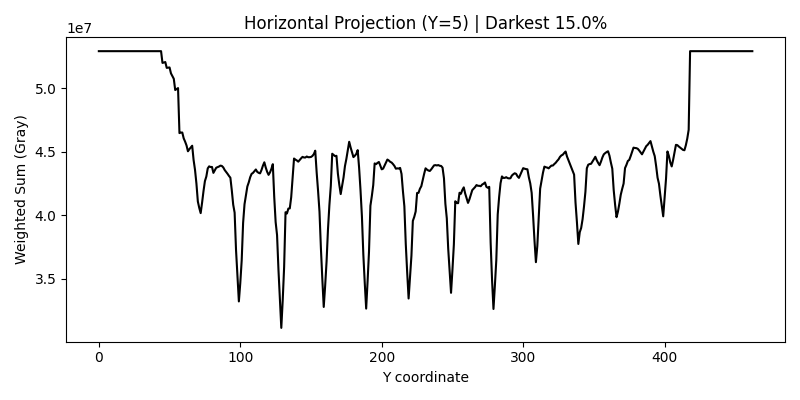 Horizontal Projection (Y=5) | Darkest 15.0%
1e7
5.0
4.5
4.0
3.5
Weighted Sum (Gray)
0 100 200 300 400
Y coordinate